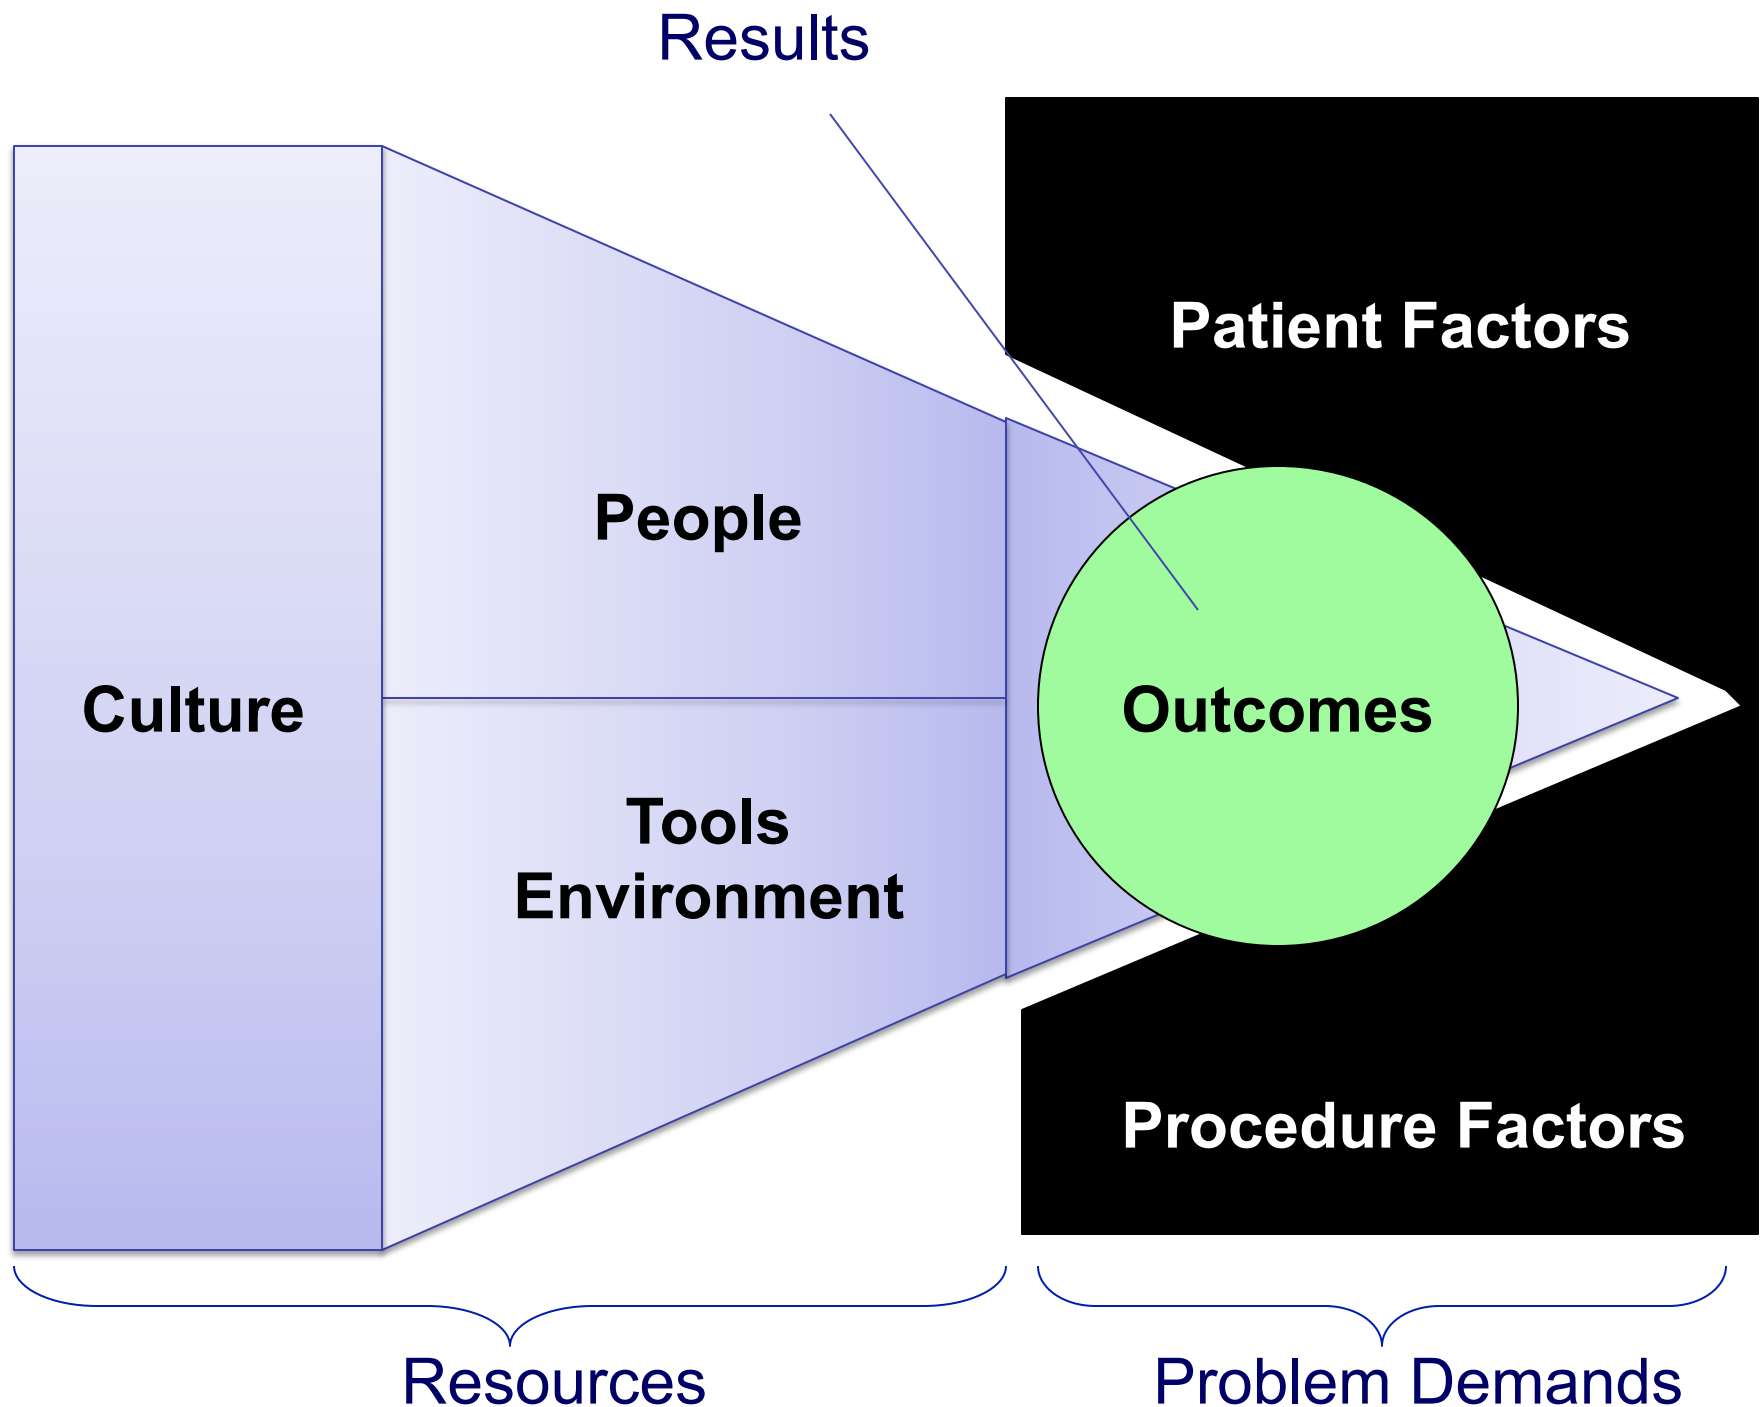 Results
Patient Factors
People
Culture
Outcomes
Tools
Environment
Procedure Factors
Resources
Problem Demands